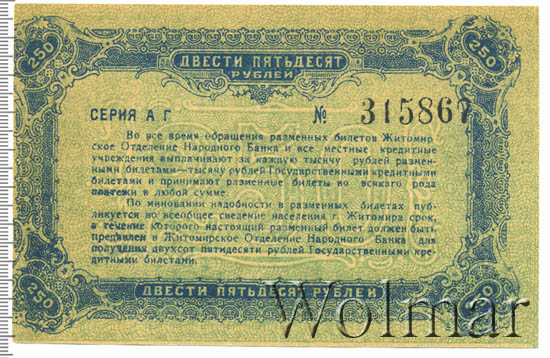 250 ДВЕСТИ ПЯТЬДЕСЯТ 250
РУБЛЕЙ
СЕРИЯ А Г № 315867
Во все время обращения разменных билетов Житомир-
ское Отделение Народного Банка и все местные кредитные
учреждения выплачивают за каждую тысячу рублей размен-
ными билетами—тысячу рублей Государственными кредитными
билетами и принимают разменные билеты во всякаго рода
платежи в любой сумме.
По миновании надобности в разменных билетах пуб-
ликуется во всеобщее сведение населения г. Житомира срок,
в течение которого настоящий разменный билет должен быть
пред'явлен в Житомирское Отделение Народного Банка для
получения двухсот пятидесяти рублей Государственными кре-
дитными билетами.
250 ДВЕСТИ ПЯТЬДЕСЯТ РУБЛЕЙ 250
Wolmar